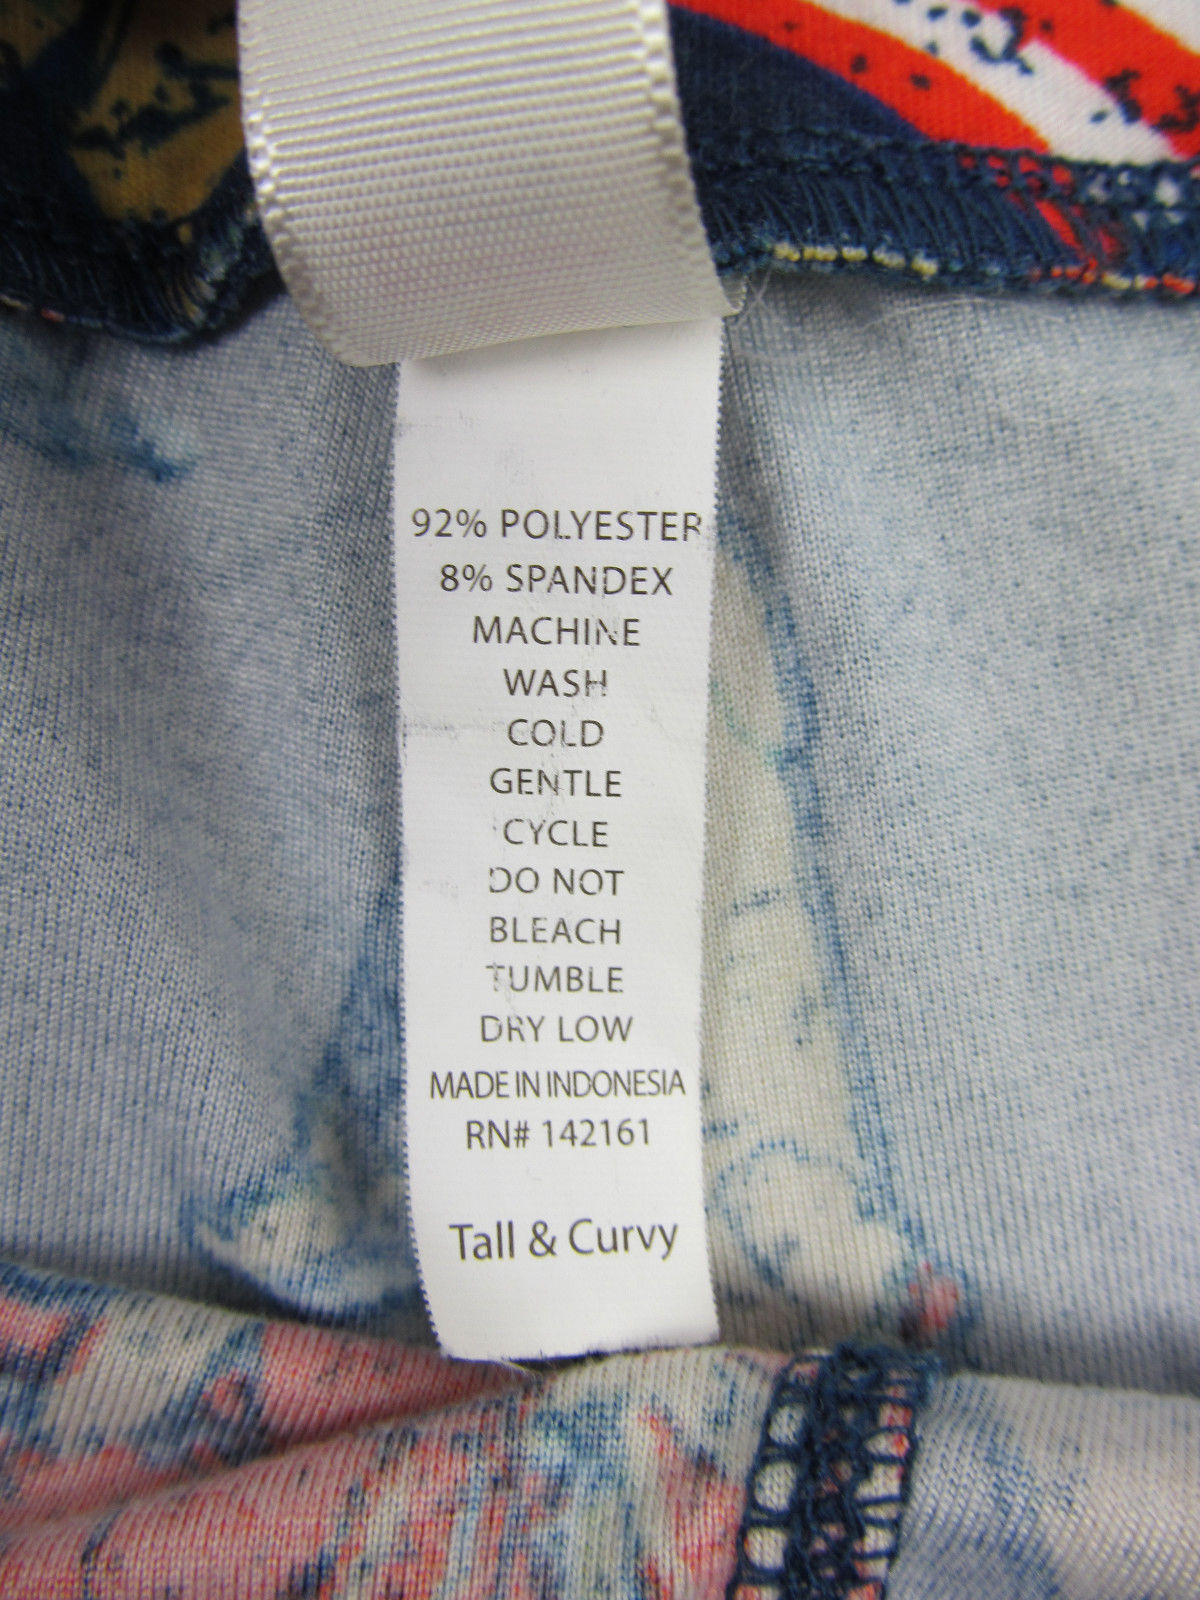 92% POLYESTER
8% SPANDEX
MACHINE
WASH
COLD
GENTLE
CYCLE
DO NOT
BLEACH
TUMBLE
DRY LOW
MADE IN INDONESIA
RN# 142161
Tall & Curvy